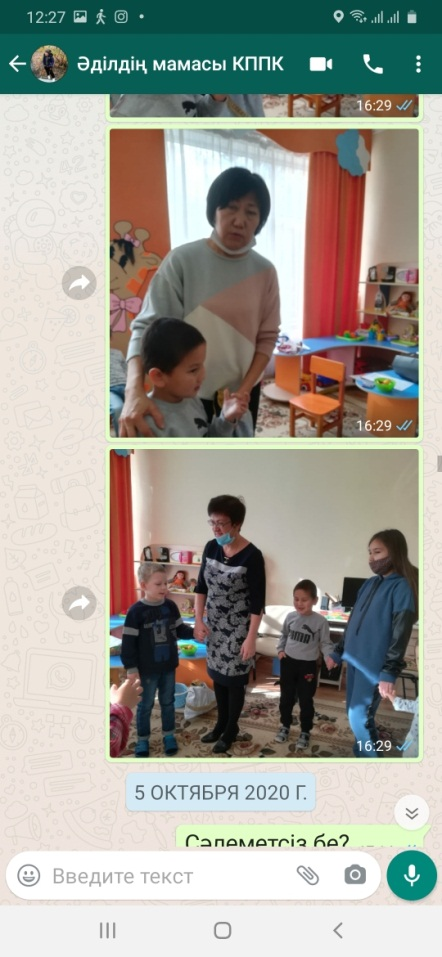 12:27
Әділдің мамасы КППК
16:29
16:29
16:29
5 ОКТЯБРЯ 2020 Г.
Сәлеметсіз бе?
Введите текст